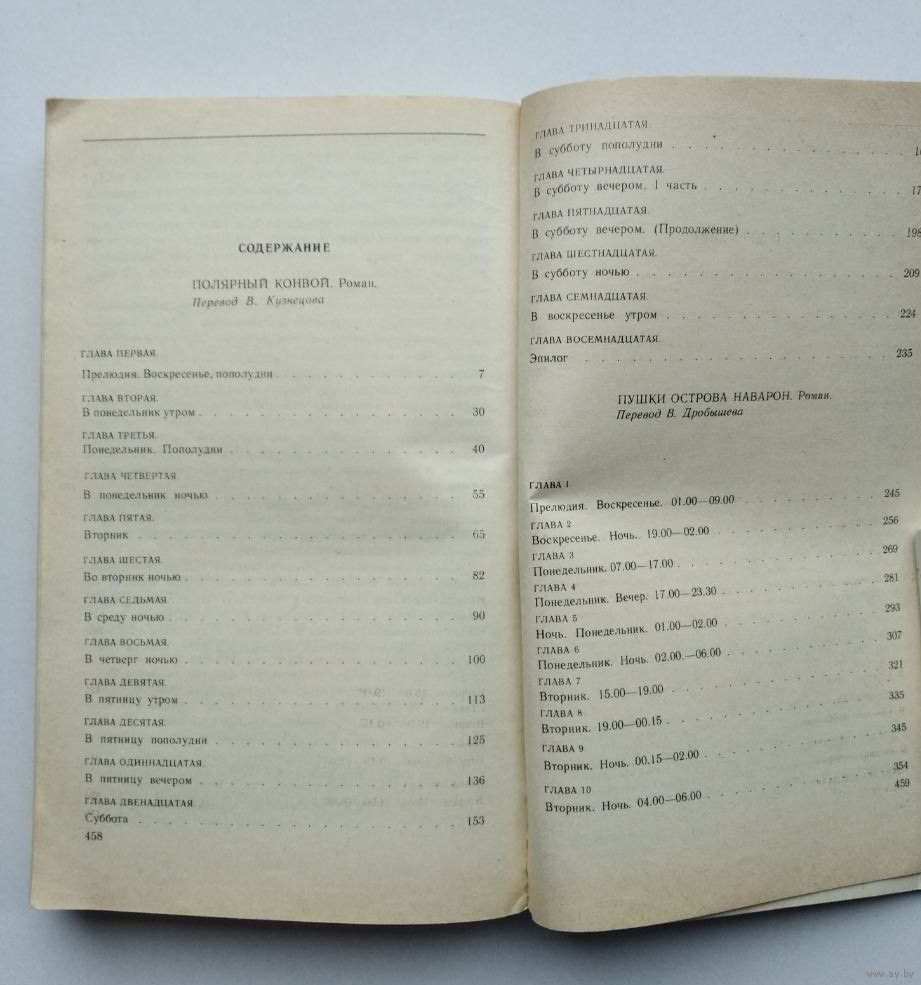 СОДЕРЖАНИЕ
ПОЛЯРНЫЙ КОНВОЙ. Роман.
Перевод В. Кузнецова
ГЛАВА ПЕРВАЯ.
Прелюдия. Воскресенье, пополудни . . . . . . . . . . 7
ГЛАВА ВТОРАЯ.
В понедельник утром . . . . . . . . . . 30
ГЛАВА ТРЕТЬЯ.
Понедельник. Пополудни . . . . . . . . . . 40
ГЛАВА ЧЕТВЕРТАЯ.
В понедельник ночью . . . . . . . . . . 55
ГЛАВА ПЯТАЯ.
Вторник . . . . . . . . . . 65
ГЛАВА ШЕСТАЯ.
Во вторник ночью . . . . . . . . . . 82
ГЛАВА СЕДЬМАЯ.
В среду ночью . . . . . . . . . . 90
ГЛАВА ВОСЬМАЯ.
В четверг ночью . . . . . . . . . . 100
ГЛАВА ДЕВЯТАЯ.
В пятницу утром . . . . . . . . . . 113
ГЛАВА ДЕСЯТАЯ.
В пятницу пополудни . . . . . . . . . . 125
ГЛАВА ОДИННАДЦАТАЯ.
В пятницу вечером . . . . . . . . . . 136
ГЛАВА ДВЕНАДЦАТАЯ.
Суббота . . . . . . . . . . 153
458
ГЛАВА ТРИНАДЦАТАЯ.
В субботу пополудни . . . . . . . . . .
ГЛАВА ЧЕТЫРНАДЦАТАЯ.
В субботу вечером. 1 часть . . . . . . . . . . 17
ГЛАВА ПЯТНАДЦАТАЯ.
В субботу вечером. (Продолжение) . . . . . . . . . . 198
ГЛАВА ШЕСТНАДЦАТАЯ.
В субботу ночью . . . . . . . . . . 209
ГЛАВА СЕМНАДЦАТАЯ.
В воскресенье утром . . . . . . . . . . 224
ГЛАВА ВОСЕМНАДЦАТАЯ.
Эпилог . . . . . . . . . . 235
ПУШКИ ОСТРОВА НАВАРОН. Роман.
Перевод В. Дробышева
ГЛАВА 1
Прелюдия. Воскресенье. 01.00—09.00 . . . . . . . . . . 245
ГЛАВА 2
Воскресенье. Ночь. 19.00—02.00 . . . . . . . . . . 256
ГЛАВА 3
Понедельник. 07.00—17.00 . . . . . . . . . . 269
ГЛАВА 4
Понедельник. Вечер. 17.00—23.30 . . . . . . . . . . 281
ГЛАВА 5
Ночь. Понедельник. 01.00—02.00 . . . . . . . . . . 293
ГЛАВА 6
Понедельник. Ночь. 02.00.—06.00 . . . . . . . . . . 307
ГЛАВА 7
Вторник. 15.00—19.00 . . . . . . . . . . 321
ГЛАВА 8
Вторник. 19.00—00.15 . . . . . . . . . . 335
ГЛАВА 9
Вторник. Ночь. 00.15—02.00 . . . . . . . . . . 345
ГЛАВА 10
Вторник. Ночь. 04.00—06.00 . . . . . . . . . . 354
459
www.ay.by